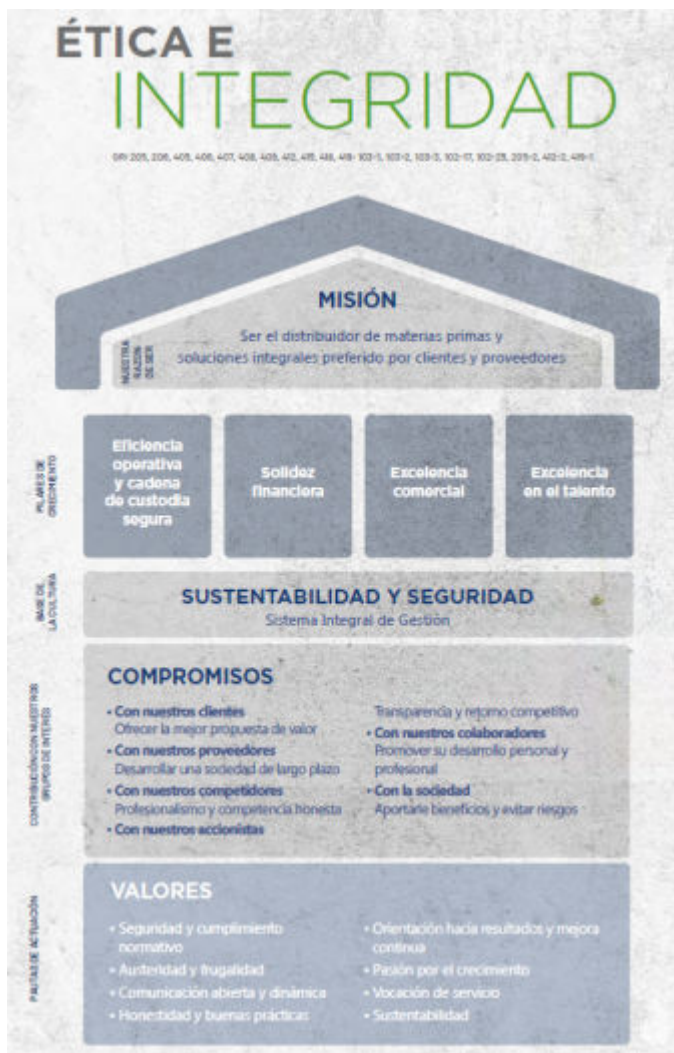 ÉTICA E
INTEGRIDAD
MISIÓN
Ser el distribuidor de materias primas y
soluciones integrales preferido por clientes y proveedores
NUESTRA
RAZÓN
DE SER
PILARES DE
CRECIMIENTO
Eficiencia
operativa
y cadena
de custodia
segura
Solidez
financiera
Excelencia
comercial
Excelencia
en el talento
BASE DE
LA CULTURA
SUSTENTABILIDAD Y SEGURIDAD
Sistema Integral de Gestión
CONTRIBUCIÓN CON NUESTROS
GRUPOS DE INTERÉS
COMPROMISOS
• Con nuestros clientes
Ofrecer la mejor propuesta de valor
• Con nuestros proveedores
Desarrollar una sociedad de largo plazo
• Con nuestros competidores
Profesionalismo y competencia honesta
• Con nuestros accionistas
Transparencia y retorno competitivo
• Con nuestros colaboradores
Promover su desarrollo personal y
profesional
• Con la sociedad
Aportarle beneficios y evitar riesgos
PAUTAS DE ACTUACIÓN
VALORES
• Seguridad y cumplimiento
normativo
• Austeridad y frugalidad
• Comunicación abierta y dinámica
• Honestidad y buenas prácticas
• Orientación hacia resultados y mejora
continua
• Pasión por el crecimiento
• Vocación de servicio
• Sustentabilidad